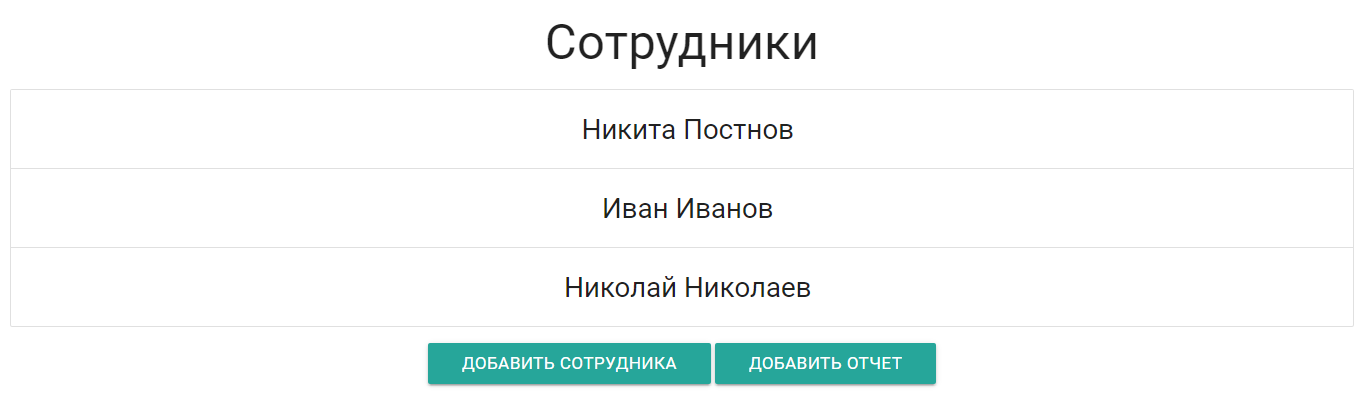 Сотрудники
Никита Постнов
Иван Иванов
Николай Николаев
ДОБАВИТЬ СОТРУДНИКА ДОБАВИТЬ ОТЧЕТ